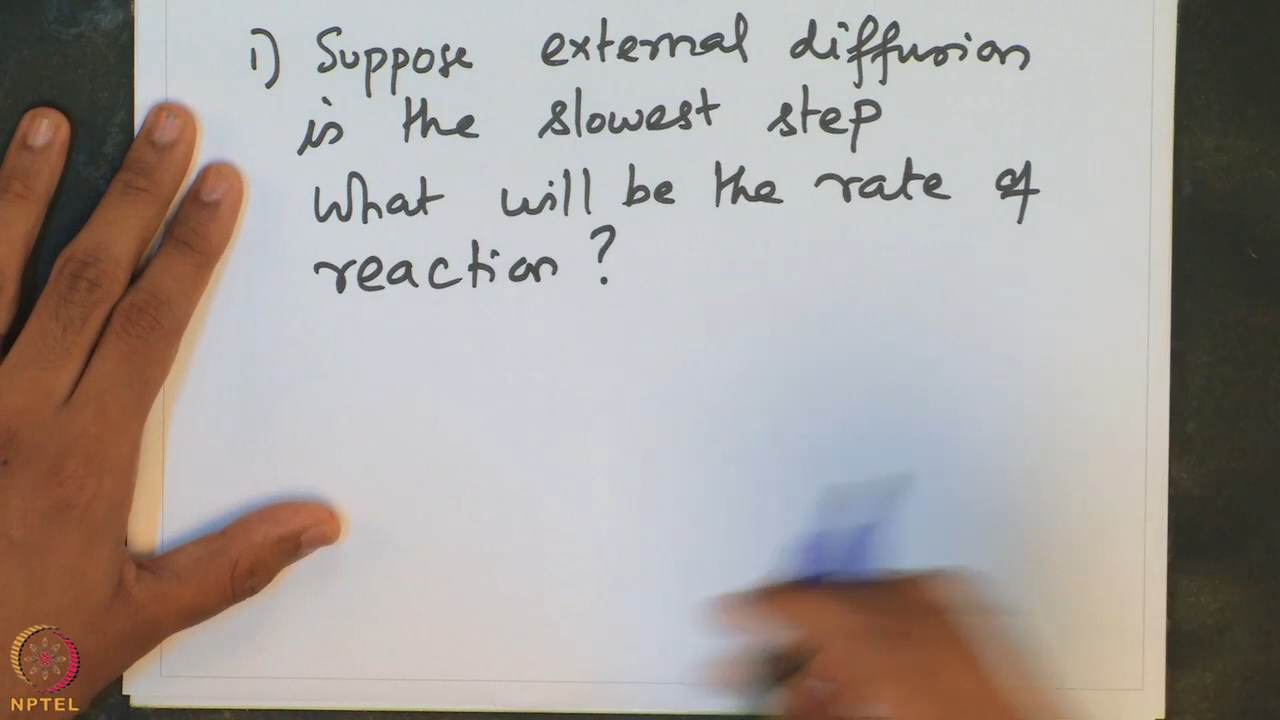 1) Suppose external diffusion
is the slowest step
What will be the rate of
reaction ?
NPTEL